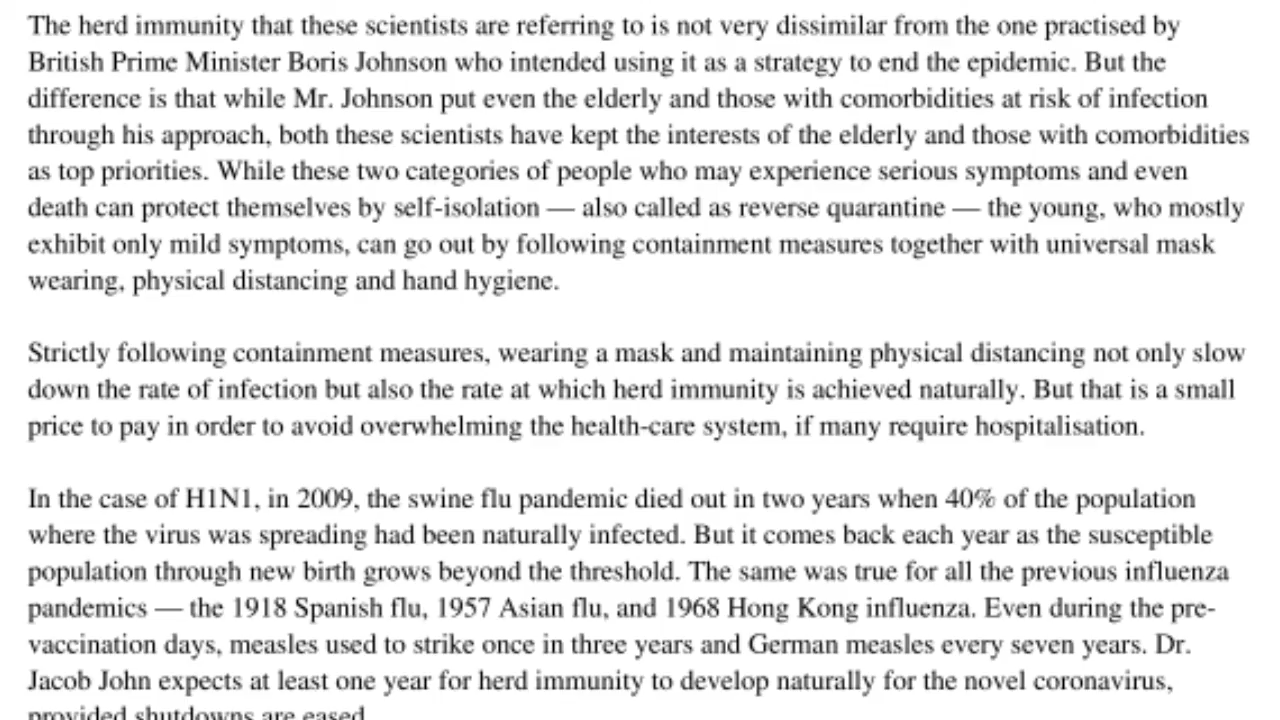 The herd immunity that these scientists are referring to is not very dissimilar from the one practised by
British Prime Minister Boris Johnson who intended using it as a strategy to end the epidemic. But the
difference is that while Mr. Johnson put even the elderly and those with comorbidities at risk of infection
through his approach, both these scientists have kept the interests of the elderly and those with comorbidities
as top priorities. While these two categories of people who may experience serious symptoms and even
death can protect themselves by self-isolation — also called as reverse quarantine — the young, who mostly
exhibit only mild symptoms, can go out by following containment measures together with universal mask
wearing, physical distancing and hand hygiene.
Strictly following containment measures, wearing a mask and maintaining physical distancing not only slow
down the rate of infection but also the rate at which herd immunity is achieved naturally. But that is a small
price to pay in order to avoid overwhelming the health-care system, if many require hospitalisation.
In the case of H1N1, in 2009, the swine flu pandemic died out in two years when 40% of the population
where the virus was spreading had been naturally infected. But it comes back each year as the susceptible
population through new birth grows beyond the threshold. The same was true for all the previous influenza
pandemics — the 1918 Spanish flu, 1957 Asian flu, and 1968 Hong Kong influenza. Even during the pre-
vaccination days, measles used to strike once in three years and German measles every seven years. Dr.
Jacob John expects at least one year for herd immunity to develop naturally for the novel coronavirus,
provided shutdowns are eased